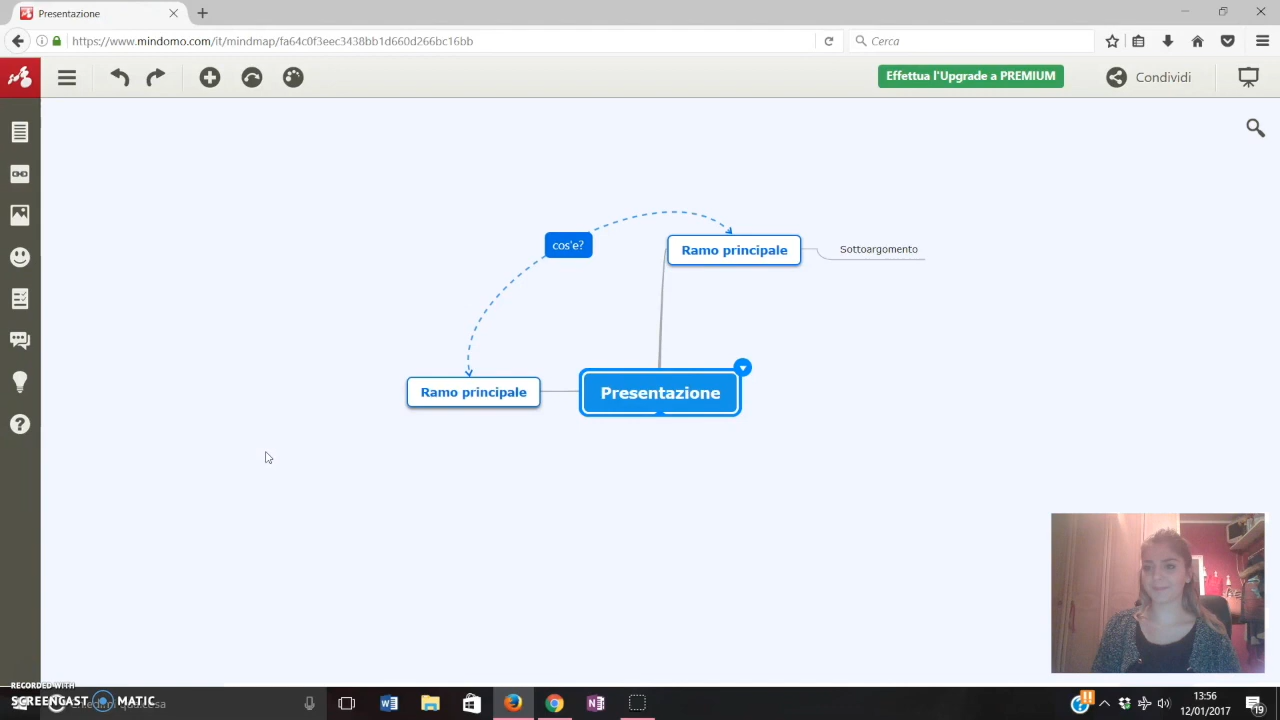 Presentazione
https://www.mindomo.com/it/mindmap/fa64c0f3eec3438bb1d660d266bc16bb
Cerca
Effettua l'Upgrade a PREMIUM
Condividi
cos'e?
Ramo principale
Sottoargomento
Ramo principale
Presentazione
RECORDED WITH
SCREENCAST MATIC
13:56
12/01/2017
19